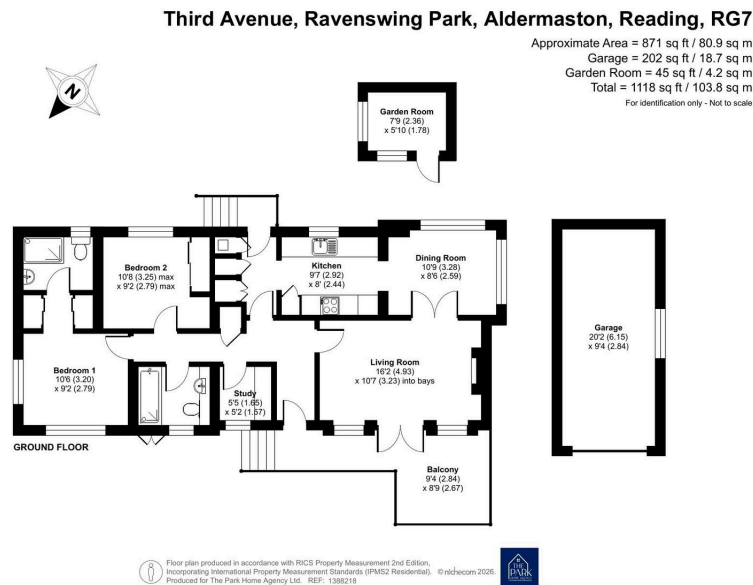 Third Avenue, Ravenswing Park, Aldermaston, Reading, RG7
Approximate Area = 871 sq ft / 80.9 sq m
Garage = 202 sq ft / 18.7 sq m
Garden Room = 45 sq ft / 4.2 sq m
Total = 1118 sq ft / 103.8 sq m
For identification only - Not to scale
N
Garden Room
7'9 (2.36)
x 5'10 (1.78)
Bedroom 2
10'8 (3.25) max
x 9'2 (2.79) max
Kitchen
9'7 (2.92)
x 8' (2.44)
Dining Room
10'9 (3.28)
x 8'6 (2.59)
Garage
20'2 (6.15)
x 9'4 (2.84)
Bedroom 1
10'6 (3.20)
x 9'2 (2.79)
Living Room
16'2 (4.93)
x 10'7 (3.23) into bays
Study
5'5 (1.65)
x 5'2 (1.57)
GROUND FLOOR
Balcony
9'4 (2.84)
x 8'9 (2.67)
Floor plan produced in accordance with RICS Property Measurement 2nd Edition,
Incorporating International Property Measurement Standards (IPMS2 Residential). ©nichecom 2026.
Produced for The Park Home Agency Ltd. REF: 1388218
THE
PARK
HOME AGENCY